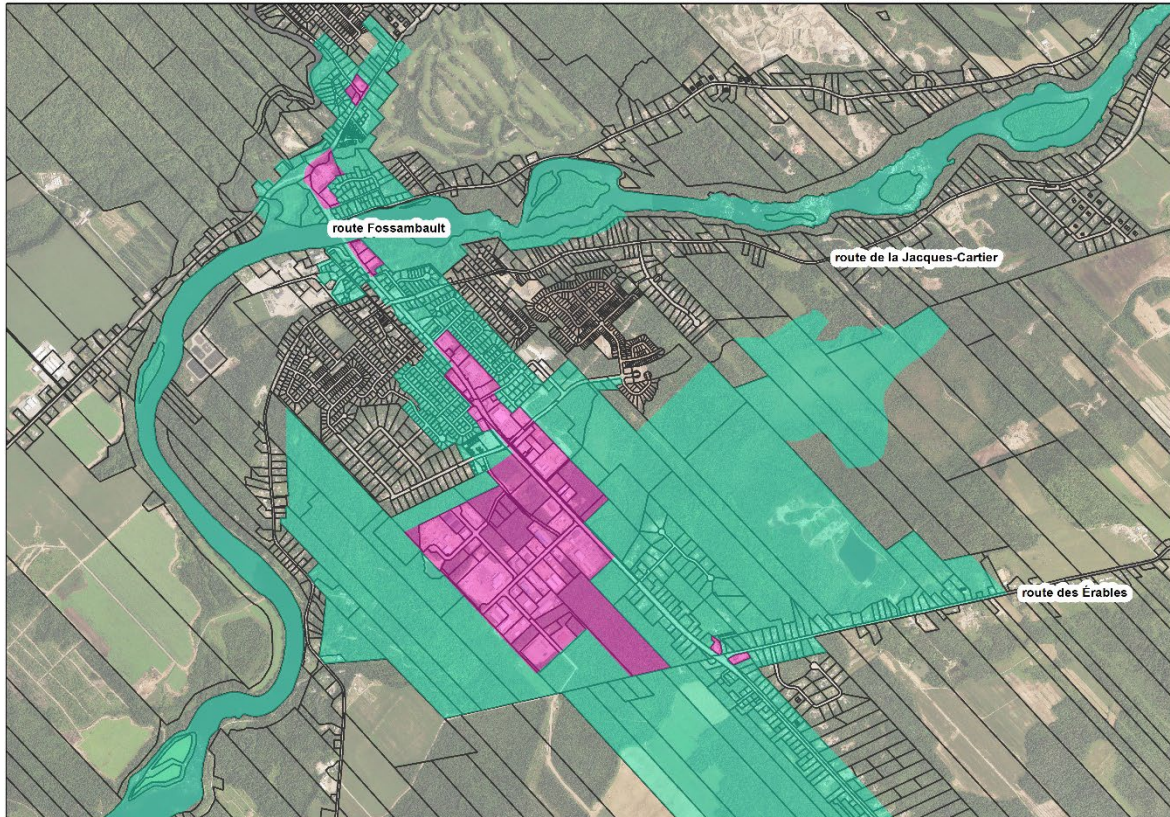 route Fossambault
route de la Jacques-Cartier
route des Érables